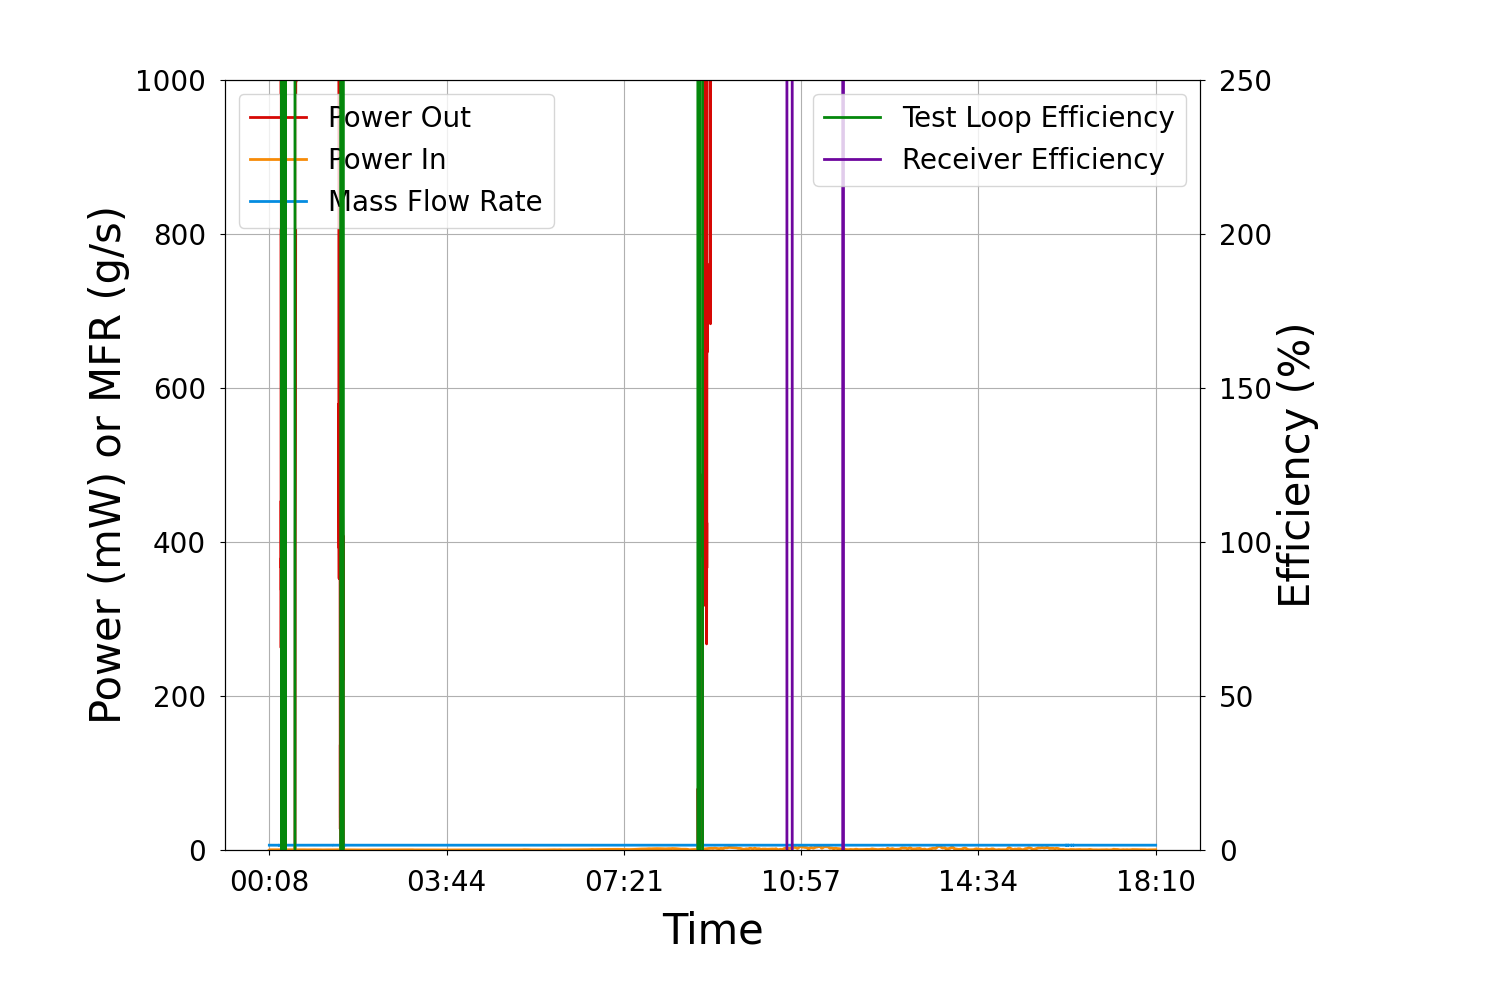 1000
800
600
400
200
0
Power (mW) or MFR (g/s)
Power Out
Power In
Mass Flow Rate
Test Loop Efficiency
Receiver Efficiency
250
200
150
100
50
0
Efficiency (%)
00:08 03:44 07:21 10:57 14:34 18:10
Time